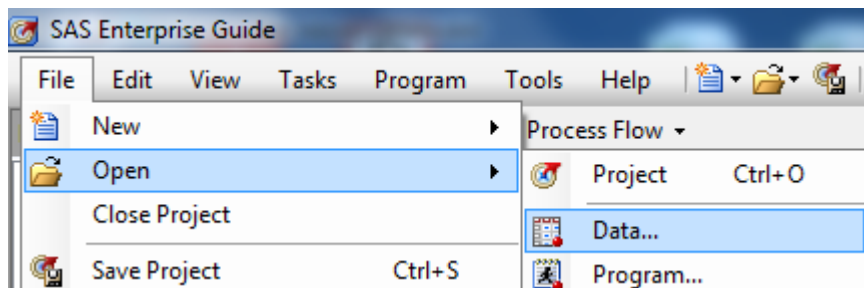 SAS Enterprise Guide
File Edit View Tasks Program Tools Help
New
Process Flow
Open
Project Ctrl+O
Close Project
Data...
Save Project Ctrl+S
Program...